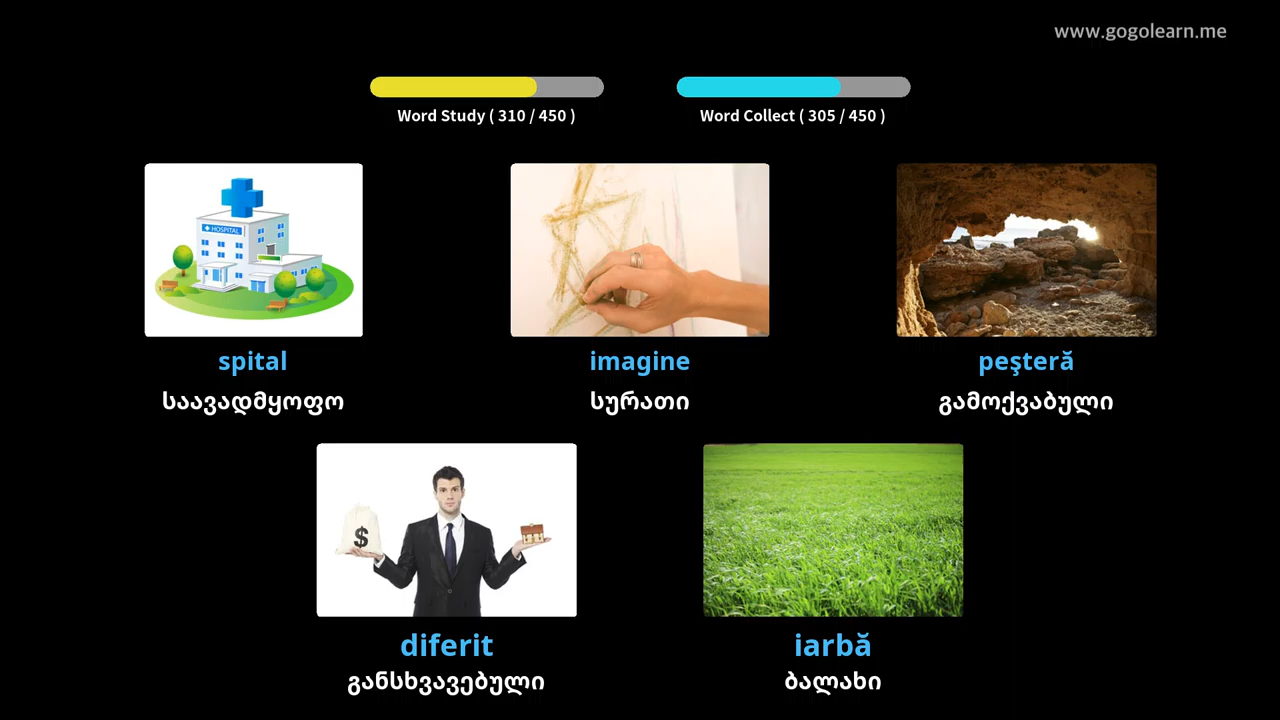 www.gogolearn.me
Word Study ( 310 / 450 )
Word Collect ( 305 / 450 )
HOSPITAL
spital
საავადმყოფო
imagine
სურათი
peşteră
გამოქვაბული
$
diferit
განსხვავებული
iarbă
ბალახი